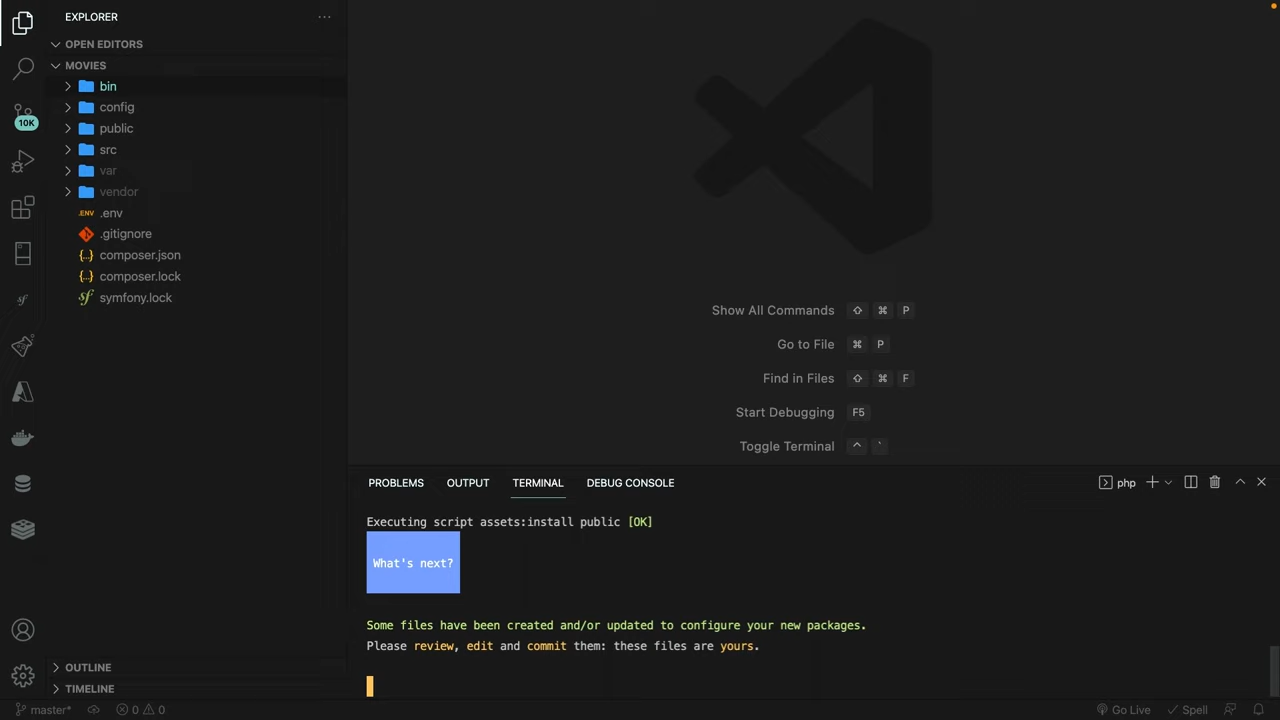 EXPLORER
OPEN EDITORS
MOVIES
bin
config
public
src
var
vendor
.ENV .env
.gitignore
{..} composer.json
{..} composer.lock
sf symfony.lock
10K
sf
OUTLINE
TIMELINE
Show All Commands ⇧ ⌘ P
Go to File ⌘ P
Find in Files ⇧ ⌘ F
Start Debugging F5
Toggle Terminal ^ `
PROBLEMS OUTPUT TERMINAL DEBUG CONSOLE
php
Executing script assets:install public [OK]
What's next?
Some files have been created and/or updated to configure your new packages.
Please review, edit and commit them: these files are yours.
master* 0 0 Go Live Spell